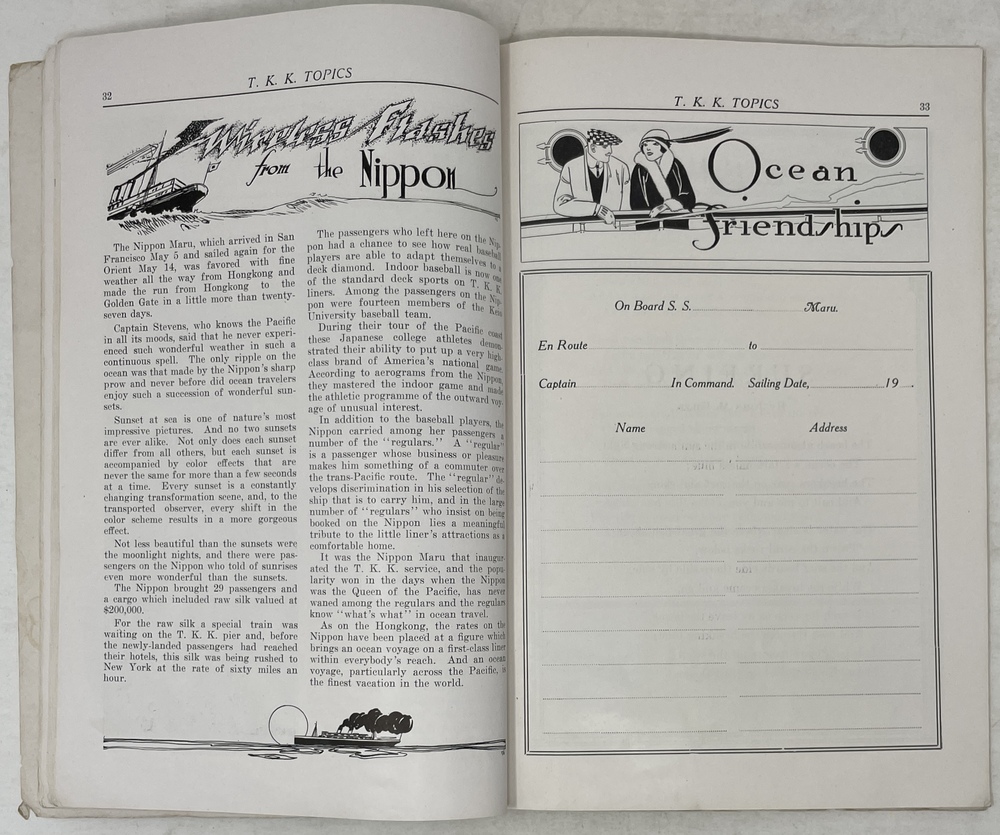 32
T. K. K. TOPICS
Wireless Flashes
from the Nippon
The Nippon Maru, which arrived in San
Francisco May 5 and sailed again for the
Orient May 14, was favored with fine
weather all the way from Hongkong and
made the run from Hongkong to the
Golden Gate in a little more than twenty-
seven days.
Captain Stevens, who knows the Pacific
in all its moods, said that he never experi-
enced such wonderful weather in such a
continuous spell. The only ripple on the
ocean was that made by the Nippon's sharp
prow and never before did ocean travelers
enjoy such a succession of wonderful sun-
sets.
Sunset at sea is one of nature's most
impressive pictures. And no two sunsets
are ever alike. Not only does each sunset
differ from all others, but each sunset is
accompanied by color effects that are
never the same for more than a few seconds
at a time. Every sunset is a constantly
changing transformation scene, and, to the
transported observer, every shift in the
color scheme results in a more gorgeous
effect.
Not less beautiful than the sunsets were
the moonlight nights, and there were pas-
sengers on the Nippon who told of sunrises
even more wonderful than the sunsets.
The Nippon brought 29 passengers and
a cargo which included raw silk valued at
$200,000.
For the raw silk a special train was
waiting on the T. K. K. pier and, before
the newly-landed passengers had reached
their hotels, this silk was being rushed to
New York at the rate of sixty miles an
hour.
The passengers who left here on the Nip-
pon had a chance to see how real baseball
players are able to adapt themselves to a
deck diamond. Indoor baseball is now one
of the standard deck sports on T. K. K.
liners. Among the passengers on the Nip-
pon were fourteen members of the Keio
University baseball team.
During their tour of the Pacific coast
these Japanese college athletes demon-
strated their ability to put up a very high-
class brand of America's national game.
According to aerograms from the Nippon,
they mastered the indoor game and made
the athletic programme of the outward voy-
age of unusual interest.
In addition to the baseball players, the
Nippon carried among her passengers a
number of the "regulars." A "regular"
is a passenger whose business or pleasure
makes him something of a commuter over
the trans-Pacific route. The "regular" de-
velops discrimination in his selection of the
ship that is to carry him, and in the large
number of "regulars" who insist on being
booked on the Nippon lies a meaningful
tribute to the little liner's attractions as a
comfortable home.
It was the Nippon Maru that inaugur-
ated the T. K. K. service, and the popu-
larity won in the days when the Nippon
was the Queen of the Pacific, has never
waned among the regulars and the regulars
know "what's what" in ocean travel.
As on the Hongkong, the rates on the
Nippon have been placed at a figure which
brings an ocean voyage on a first-class liner
within everybody's reach. And an ocean
voyage, particularly across the Pacific, is
the finest vacation in the world.
T. K. K. TOPICS
33
Ocean
Friendships
On Board S. S. Maru.
En Route to
Captain In Command. Sailing Date, 19 .
Name Address